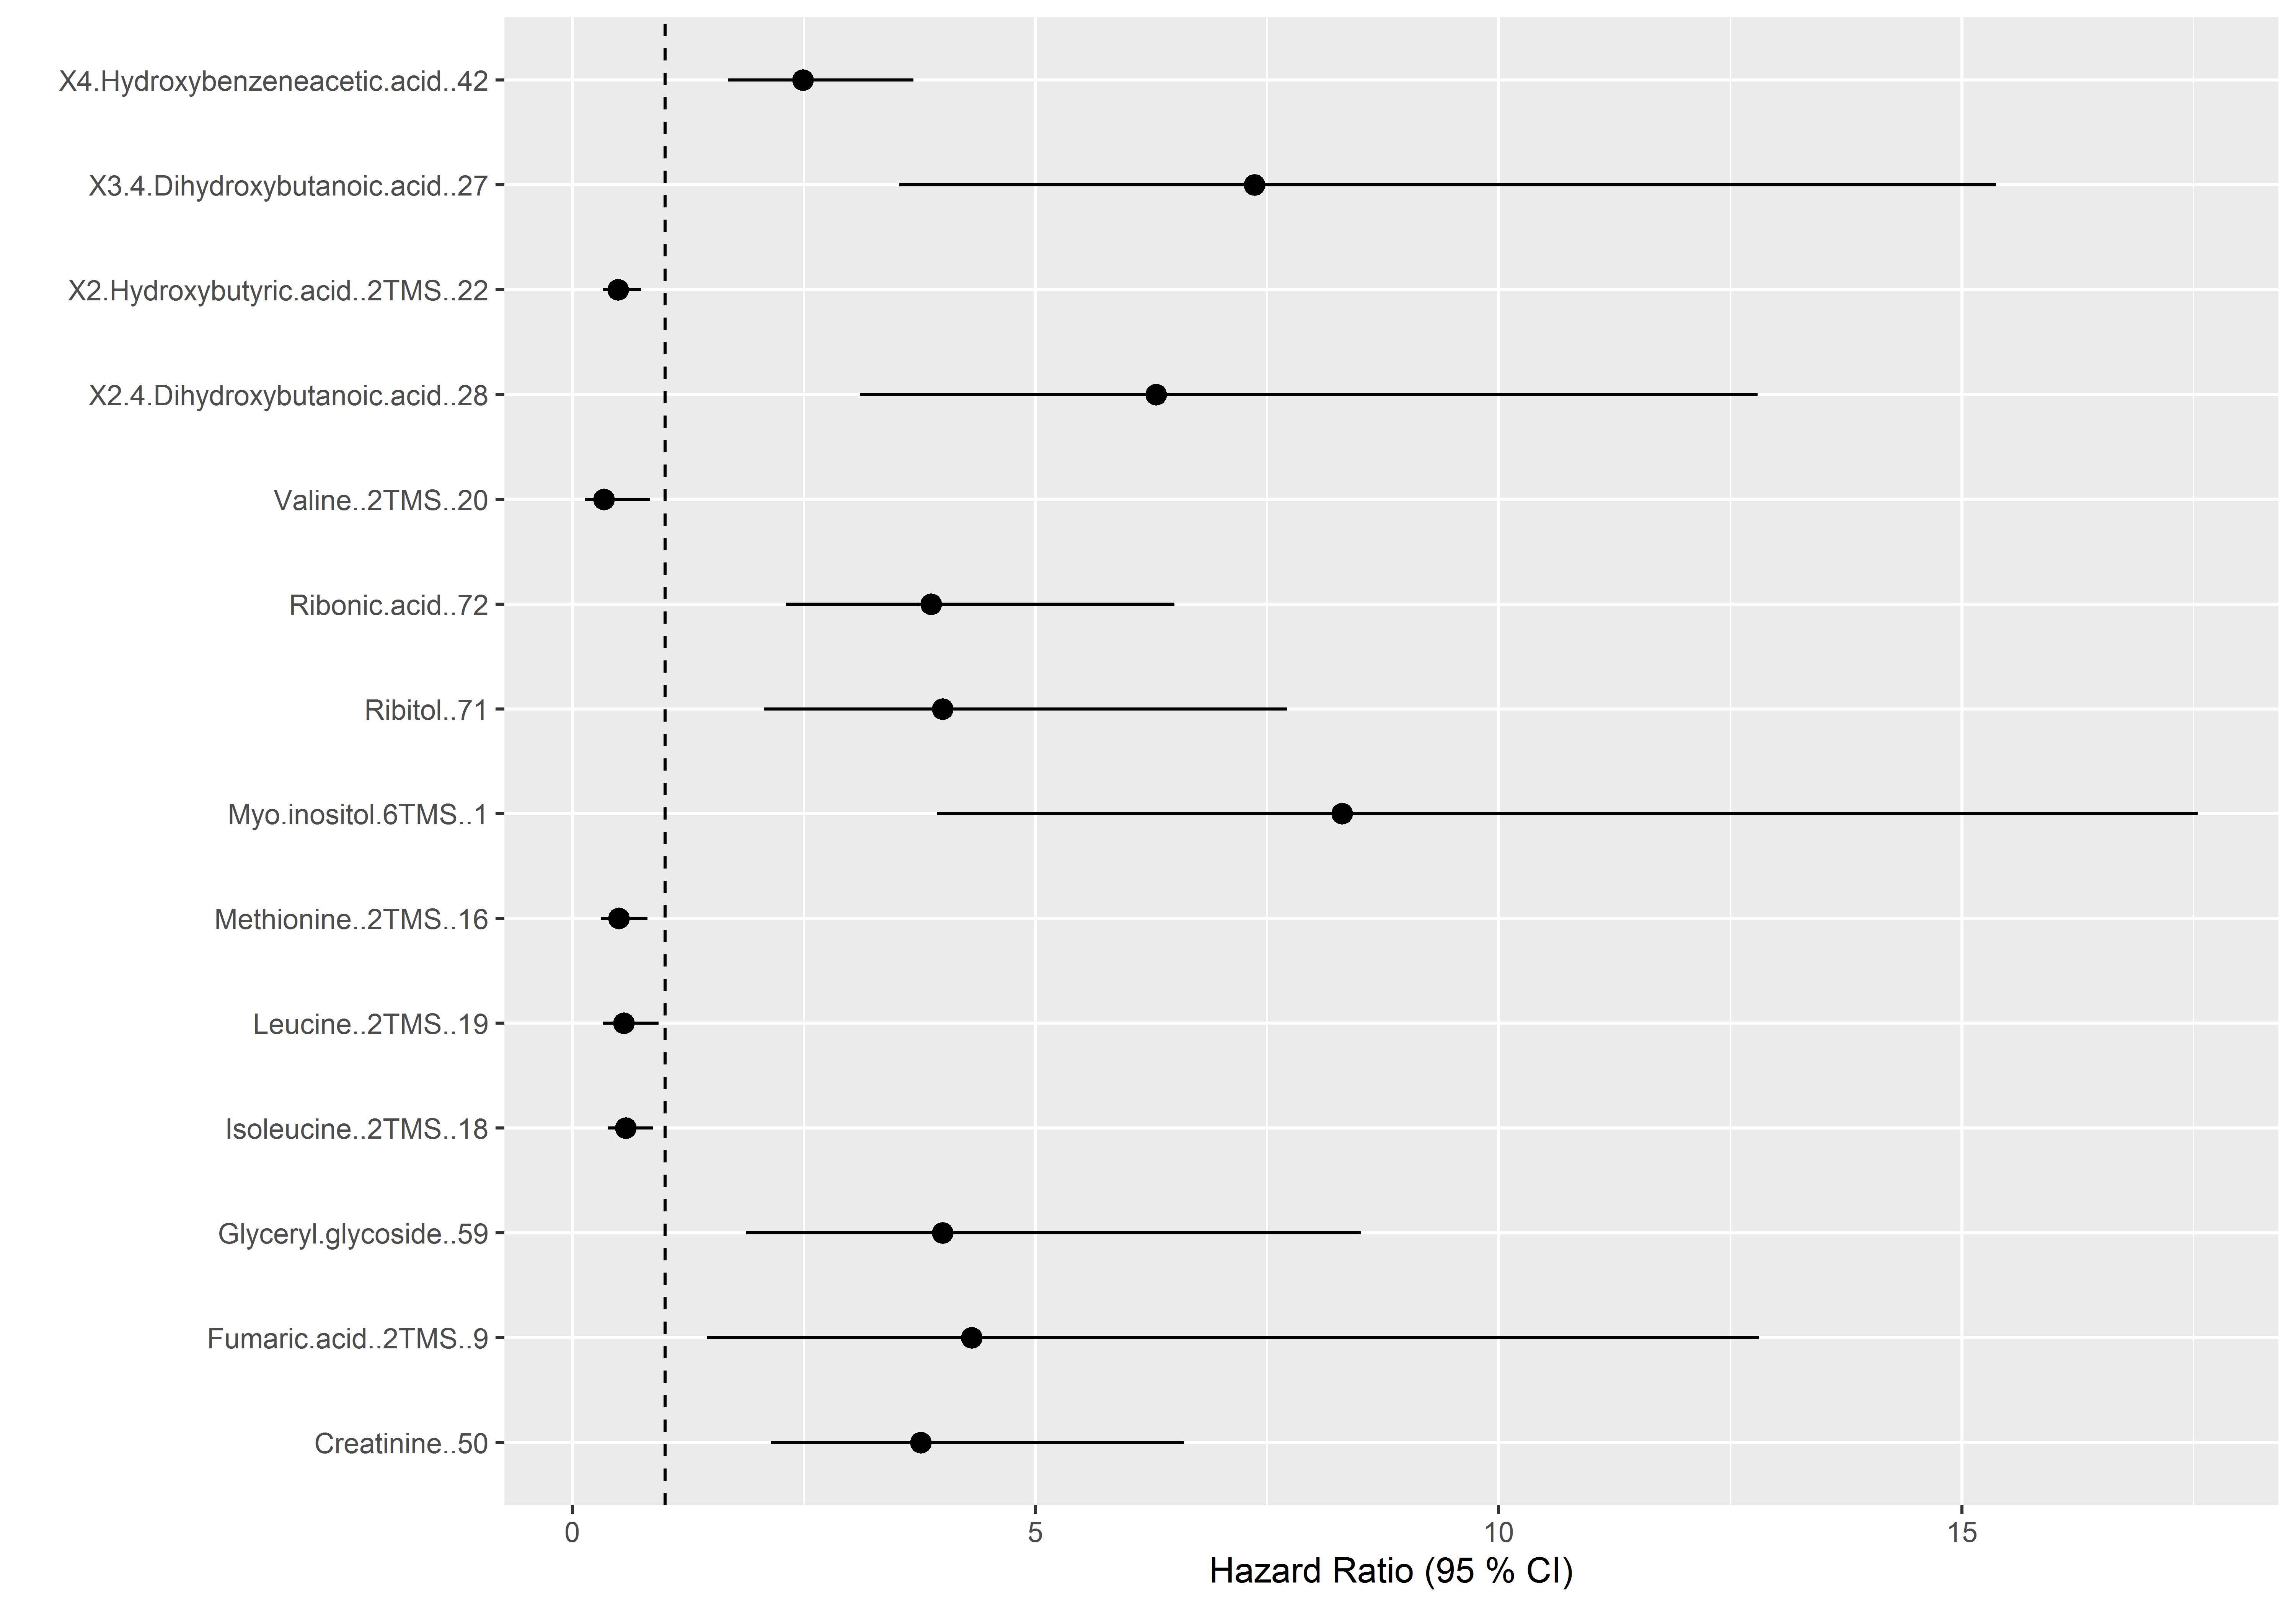 X4.Hydroxybenzeneacetic.acid..42
X3.4.Dihydroxybutanoic.acid..27
X2.Hydroxybutyric.acid..2TMS..22
X2.4.Dihydroxybutanoic.acid..28
Valine..2TMS..20
Ribonic.acid..72
Ribitol..71
Myo.inositol.6TMS..1
Methionine..2TMS..16
Leucine..2TMS..19
Isoleucine..2TMS..18
Glyceryl.glycoside..59
Fumaric.acid..2TMS..9
Creatinine..50
0 5 10 15
Hazard Ratio (95 % CI)